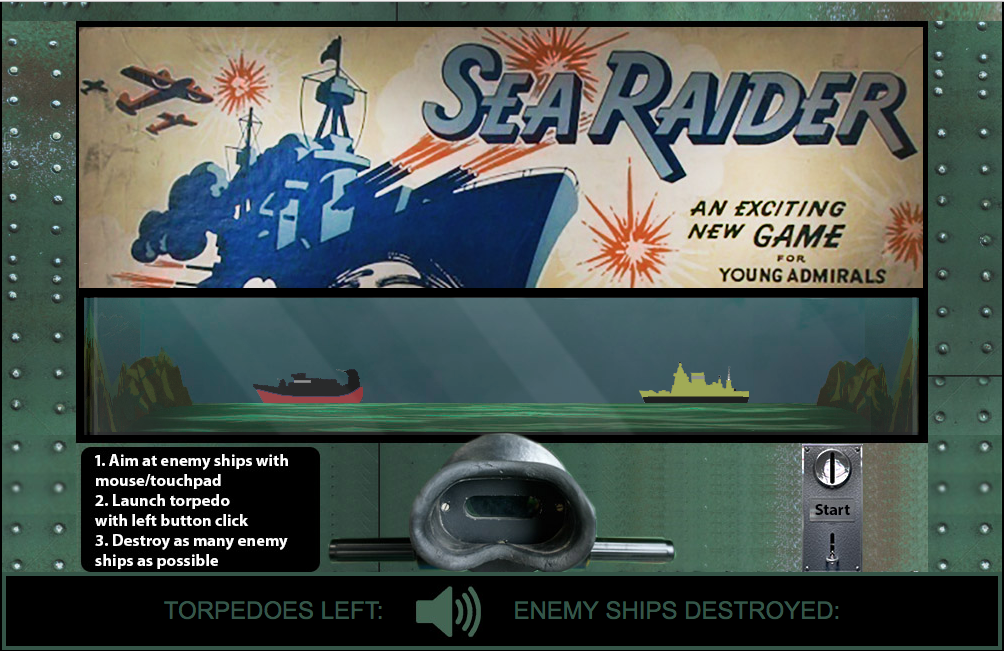 SEA RAIDER
AN EXCITING
NEW GAME
FOR
YOUNG ADMIRALS
1. Aim at enemy ships with
mouse/touchpad
2. Launch torpedo
with left button click
3. Destroy as many enemy
ships as possible
Start
TORPEDOES LEFT:
ENEMY SHIPS DESTROYED: